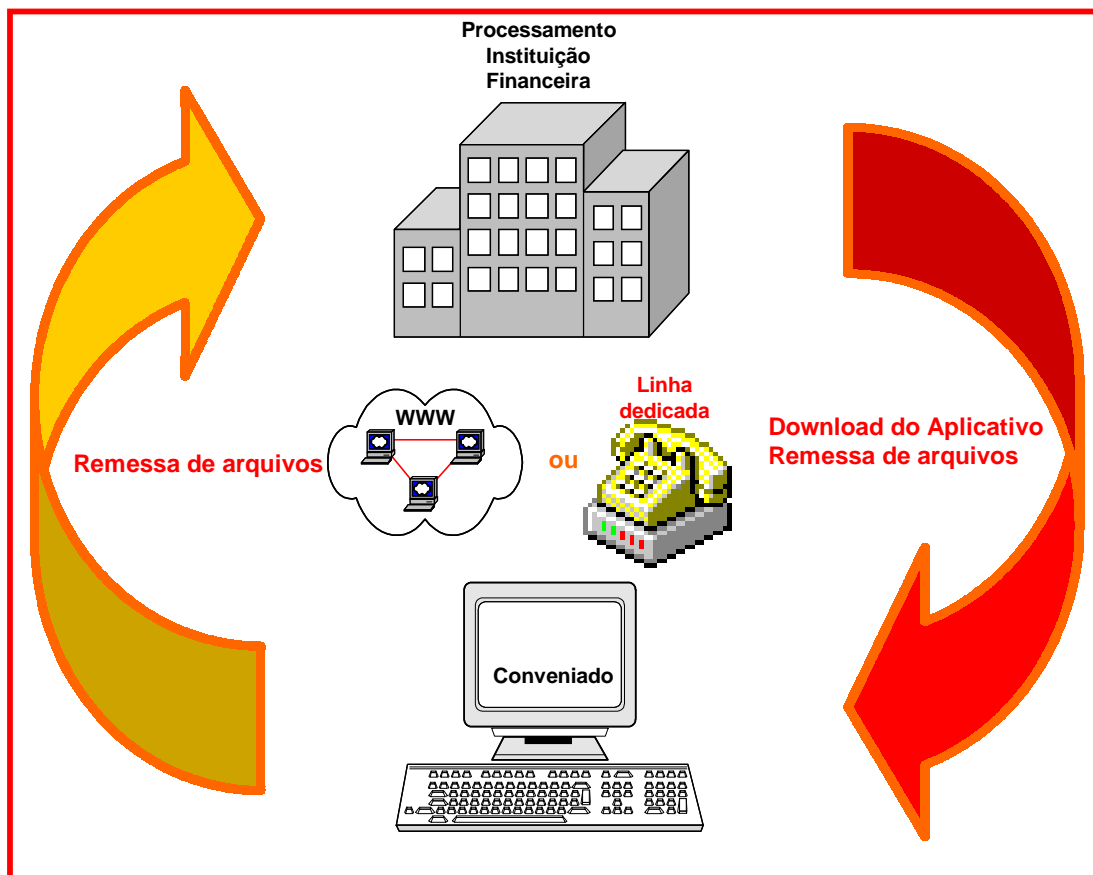 Processamento
Instituição
Financeira
Linha
dedicada
WWW
Remessa de arquivos
ou
Download do Aplicativo
Remessa de arquivos
Conveniado